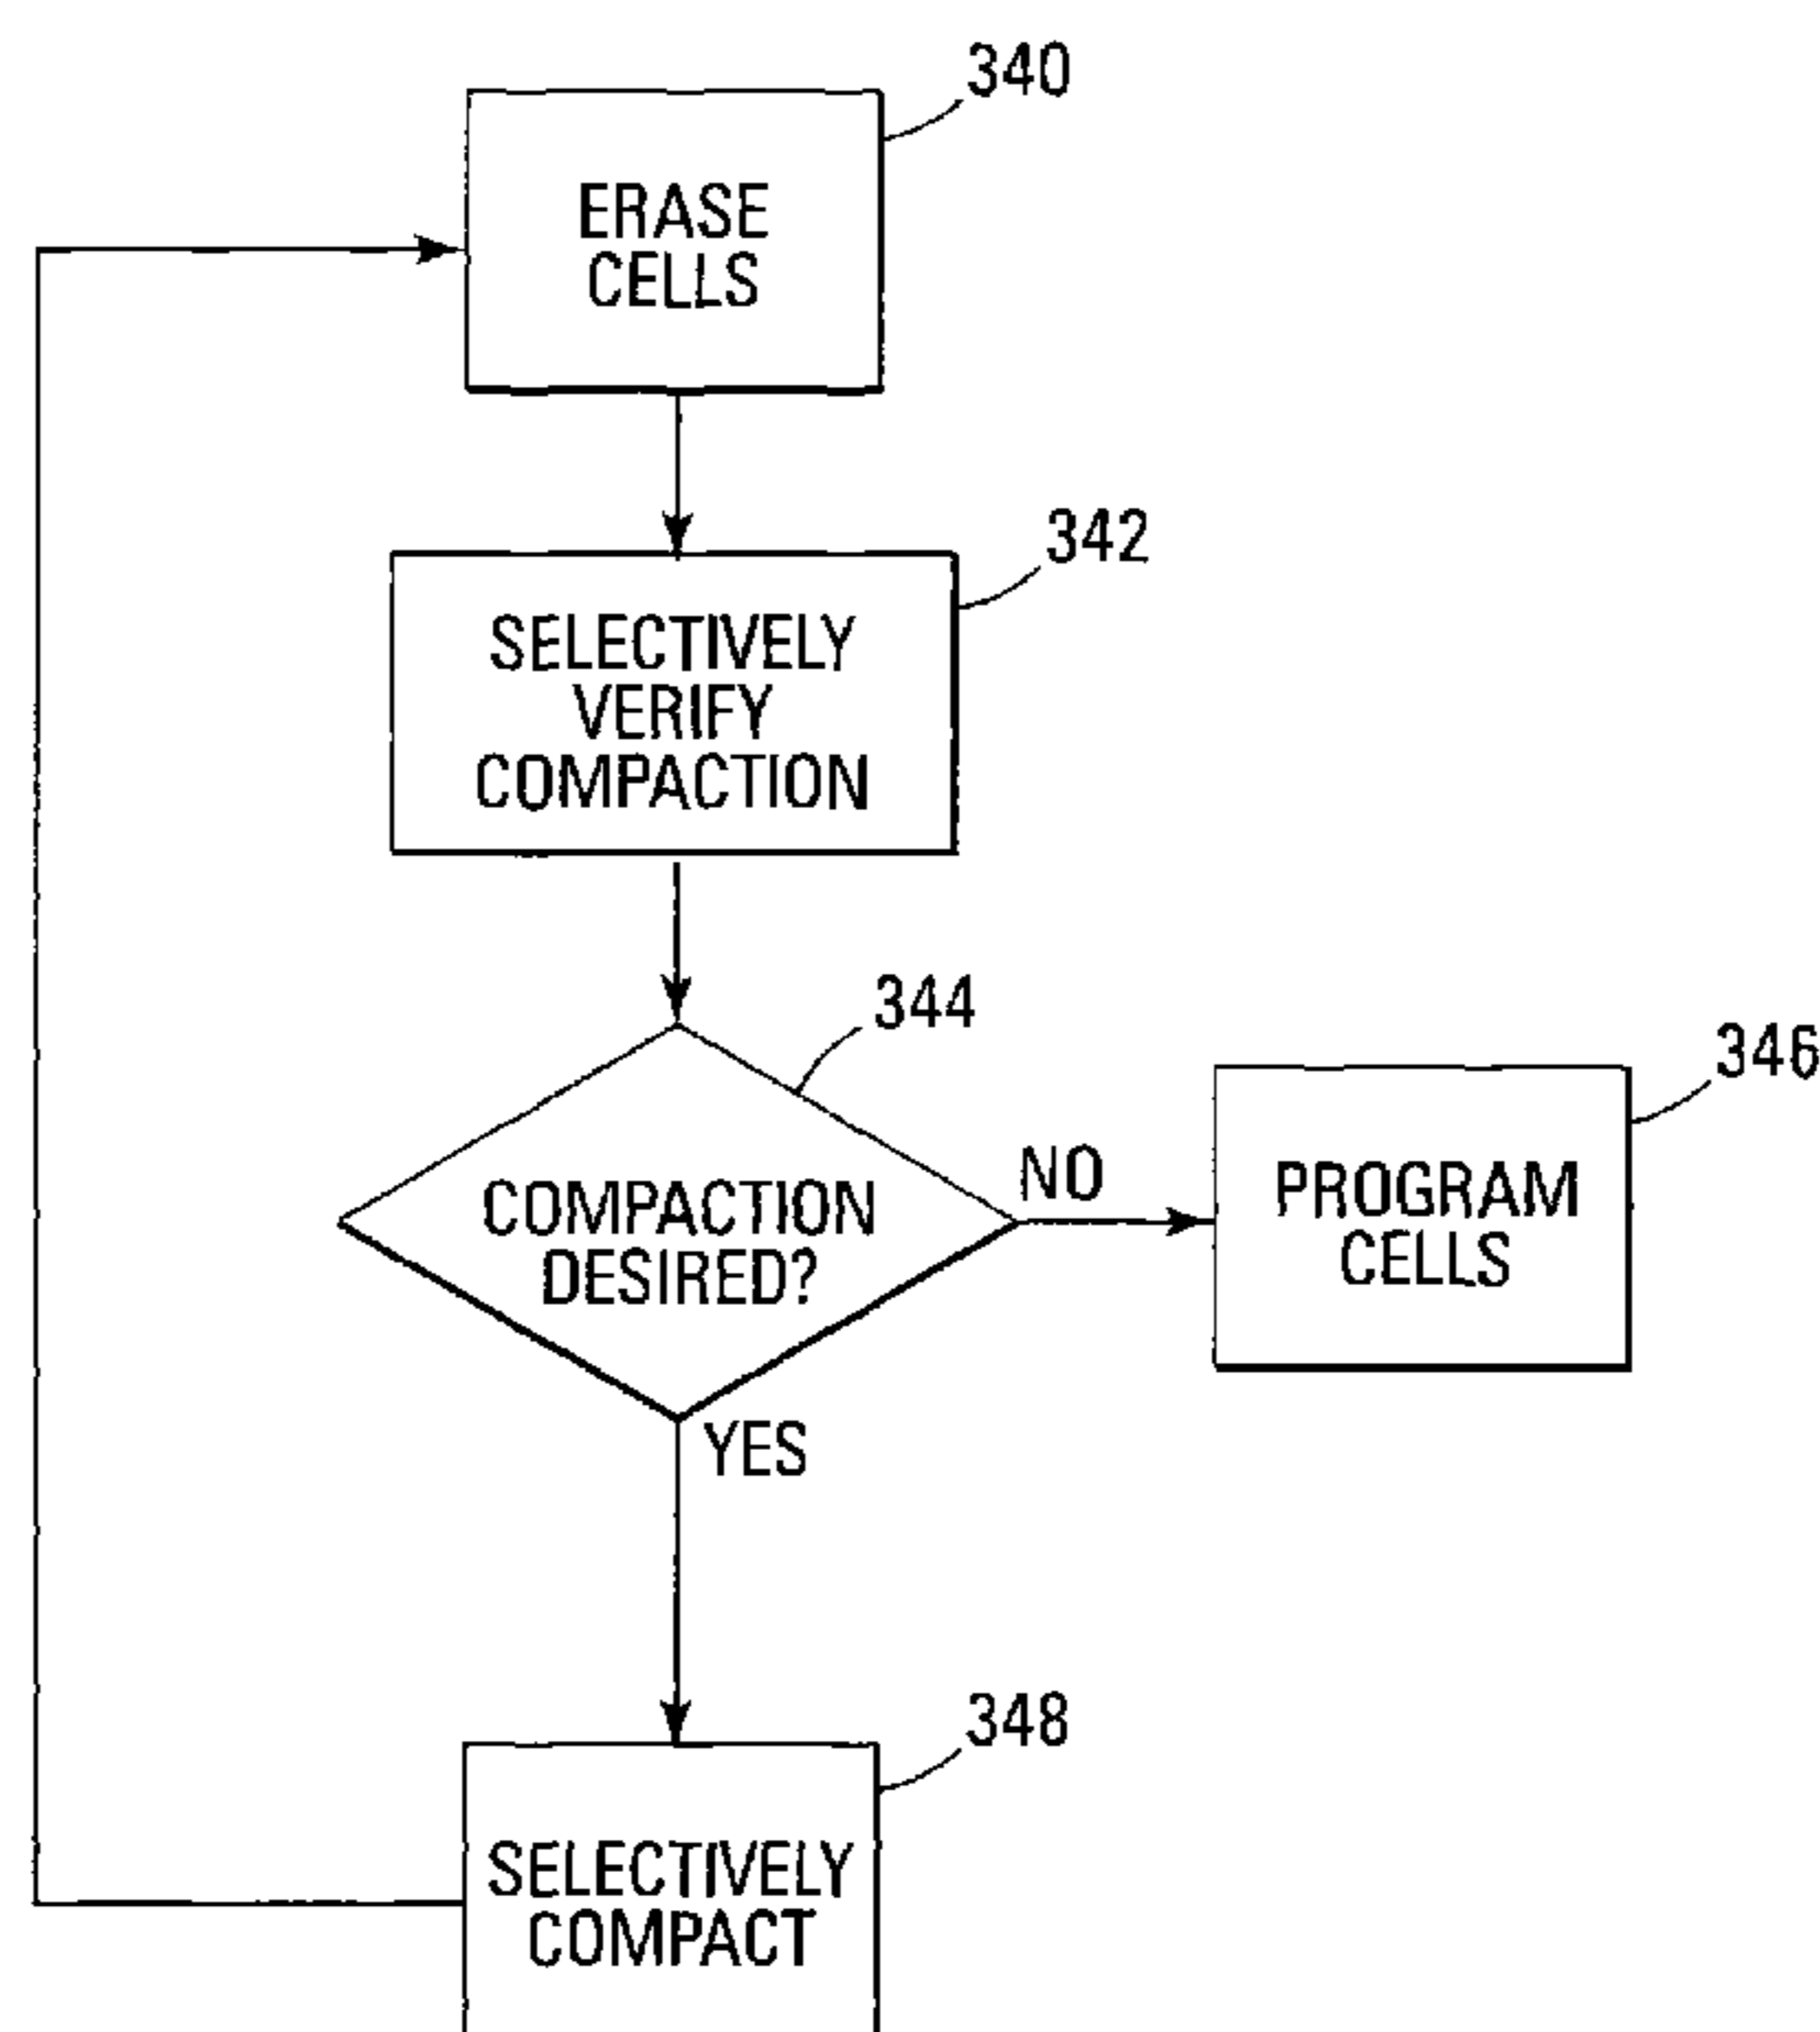 340
ERASE
CELLS
342
SELECTIVELY
VERIFY
COMPACTION
344
COMPACTION
DESIRED?
NO
346
PROGRAM
CELLS
YES
348
SELECTIVELY
COMPACT